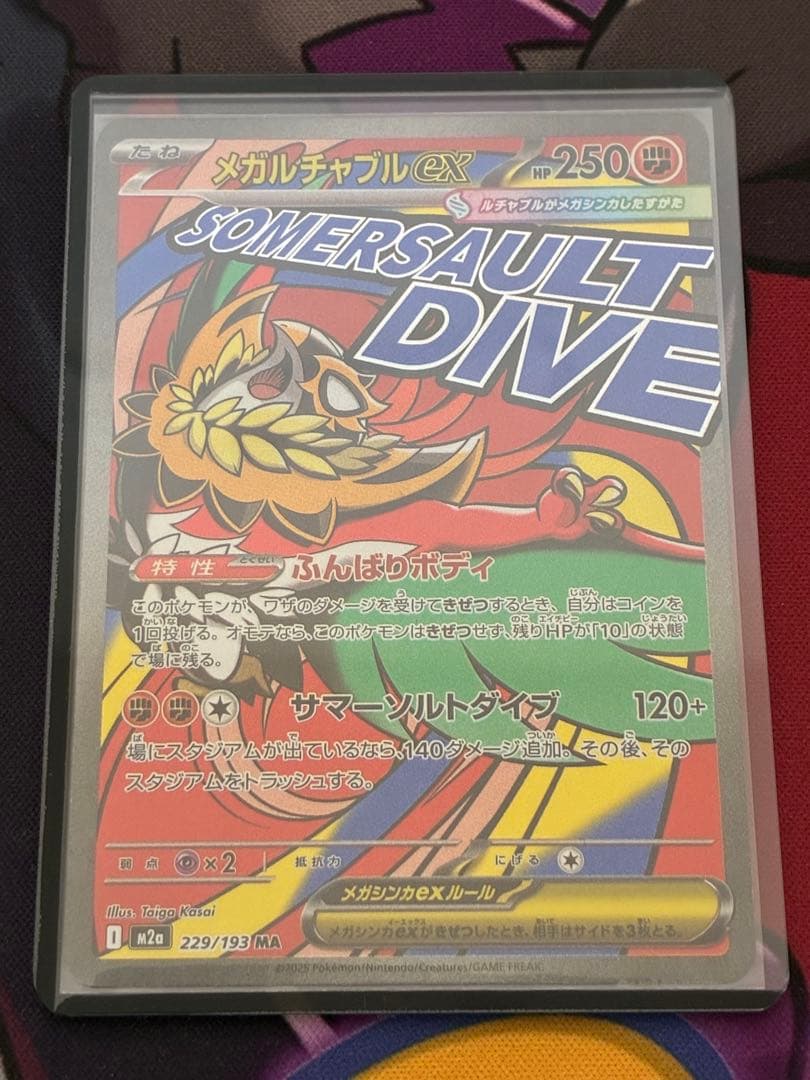 たね
メガルチャブルex HP250
ルチャブルがメガシンカしたすがた
SOMERSAULT
DIVE
特性 とくせい ふんばりボディ
このポケモンが、ワザのダメージを受けてきぜつするとき、自分はコインを
1回投げる。オモテなら、このポケモンはきぜつせず、残りHPが「10」の状態
で場に残る。
サマーソルトダイブ 120+
場にスタジアムが出ているなら、140ダメージ追加。その後、その
スタジアムをトラッシュする。
弱点 ×2 抵抗力 にげる
メガシンカexルール
メガシンカexがきぜつしたとき、相手はサイドを3枚とる。
Illus. Taiga Kasai
I M2a 229/193 MA
©2025 Pokémon/Nintendo/Creatures/GAME FREAK.